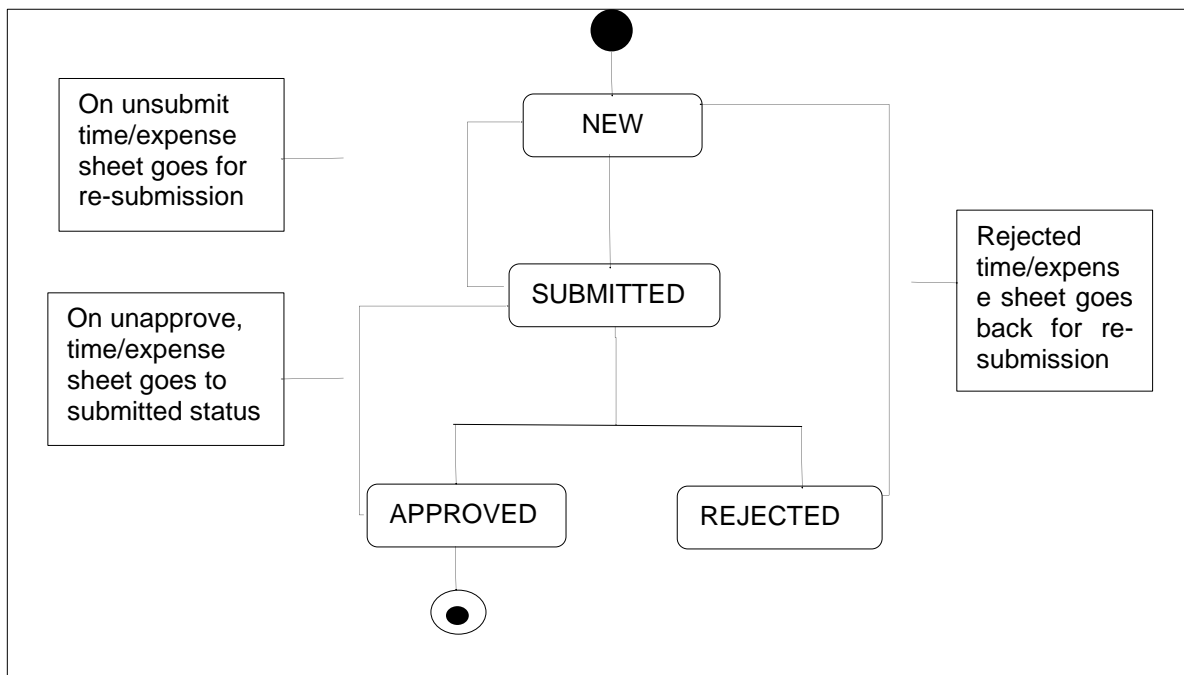 On unsubmit
time/expense
sheet goes for
re-submission
NEW
SUBMITTED
Rejected
time/expens
e sheet goes
back for re-
submission
On unapprove,
time/expense
sheet goes to
submitted status
APPROVED
REJECTED